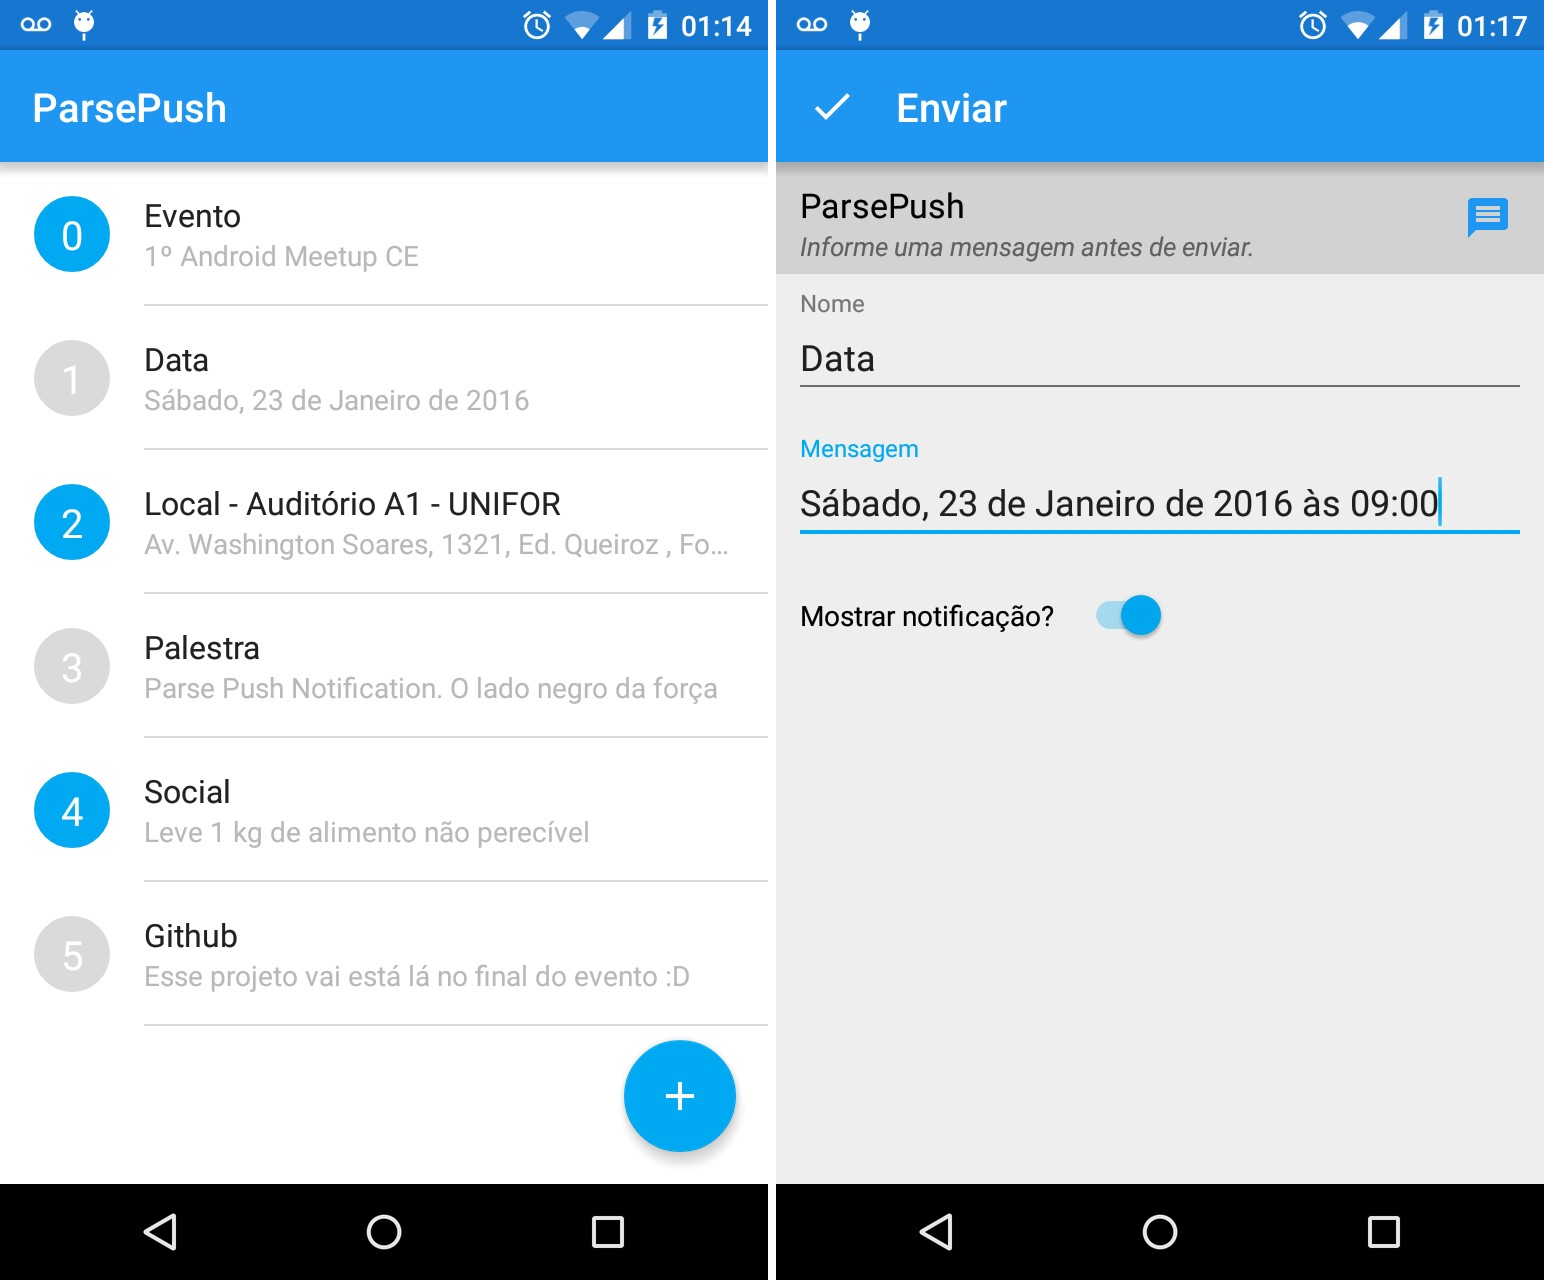 01:14
ParsePush
0
Evento
1º Android Meetup CE
1
Data
Sábado, 23 de Janeiro de 2016
2
Local - Auditório A1 - UNIFOR
Av. Washington Soares, 1321, Ed. Queiroz , Fo...
3
Palestra
Parse Push Notification. O lado negro da força
4
Social
Leve 1 kg de alimento não perecível
5
Github
Esse projeto vai está lá no final do evento :D
01:17
Enviar
ParsePush
Informe uma mensagem antes de enviar.
Nome
Data
Mensagem
Sábado, 23 de Janeiro de 2016 às 09:00
Mostrar notificação?